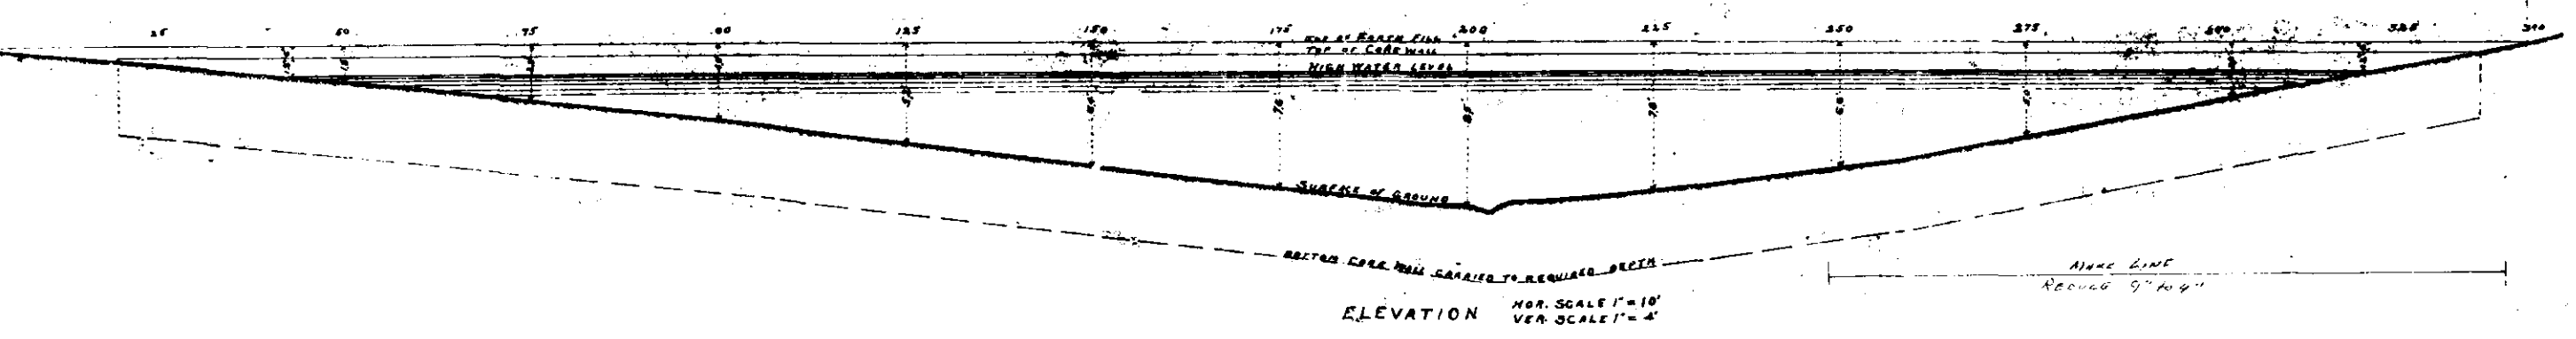 25 50 75 100 125 150 175 200 225 250 275 300 325 340
TOP OF EARTH FILL
TOP OF CORE WALL
HIGH WATER LEVEL
SURFACE OF GROUND
BOTTOM CORE WALL CARRIED TO REQUIRED DEPTH
MAKE LINE
REDUCE 9" to 4"
ELEVATION
HOR. SCALE 1" = 10'
VER. SCALE 1" = 4'